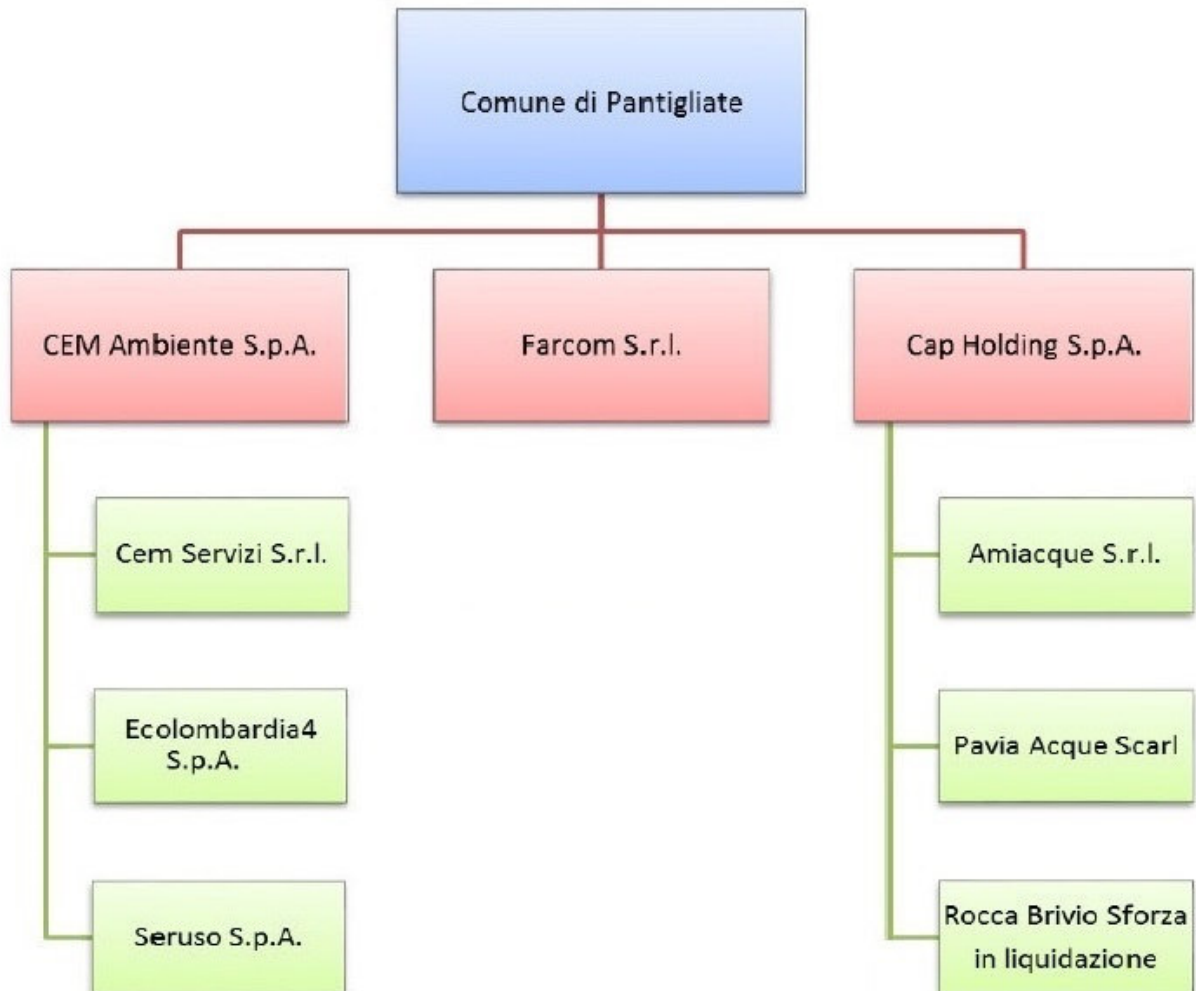 Comune di Pantigliate
CEM Ambiente S.p.A.
Farcom S.r.l.
Cap Holding S.p.A.
Cem Servizi S.r.l.
Amiacque S.r.l.
Ecolombardia4
S.p.A.
Pavia Acque Scarl
Seruso S.p.A.
Rocca Brivio Sforza
in liquidazione